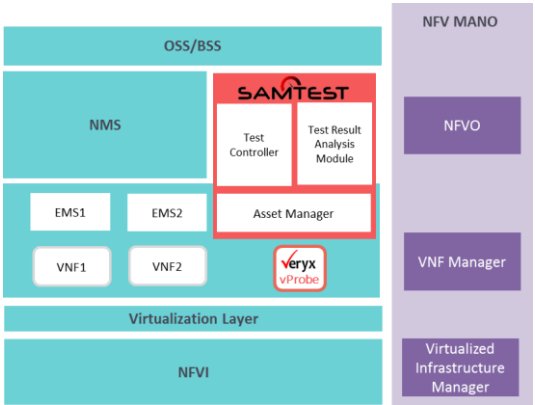 OSS/BSS
NMS
SAMTEST
Test
Controller
Test Result
Analysis
Module
EMS1
EMS2
Asset Manager
VNF1
VNF2
Veryx
vProbe
Virtualization Layer
NFVI
NFV MANO
NFVO
VNF Manager
Virtualized
Infrastructure
Manager